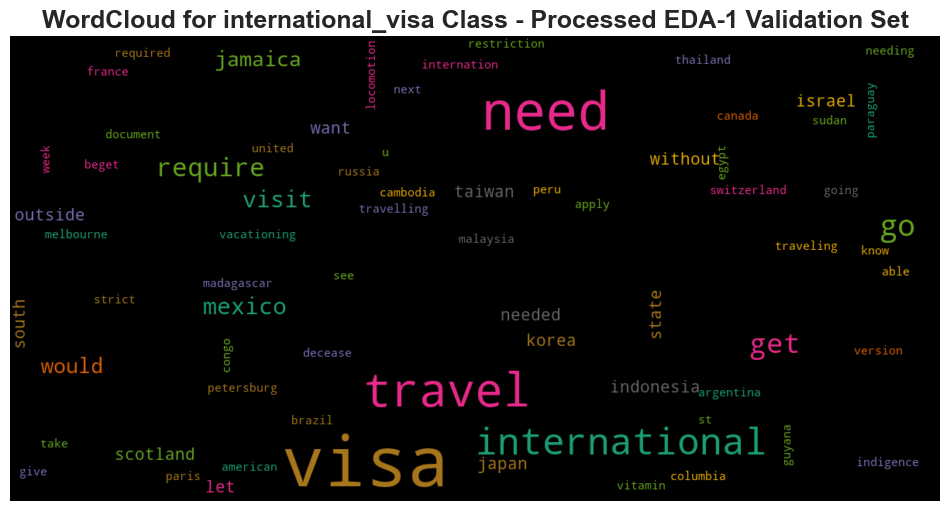 WordCloud for international_visa Class - Processed EDA-1 Validation Set
required
jamaica
locomotion
restriction
needing
france
internation
thailand
next
need
israel
paraguay
canada
sudan
document
want
week
united
u
beget
require
russia
without
egypt
visit
cambodia
taiwan
peru
switzerland
going
travelling
apply
outside
go
melbourne
vacationing
malaysia
traveling
know
see
able
madagascar
strict
mexico
south
needed
state
korea
get
version
would
congo
decease
petersburg
travel
indonesia
argentina
brazil
st
take
international
guyana
scotland
visa
japan
indigence
give
american
paris
let
columbia
vitamin